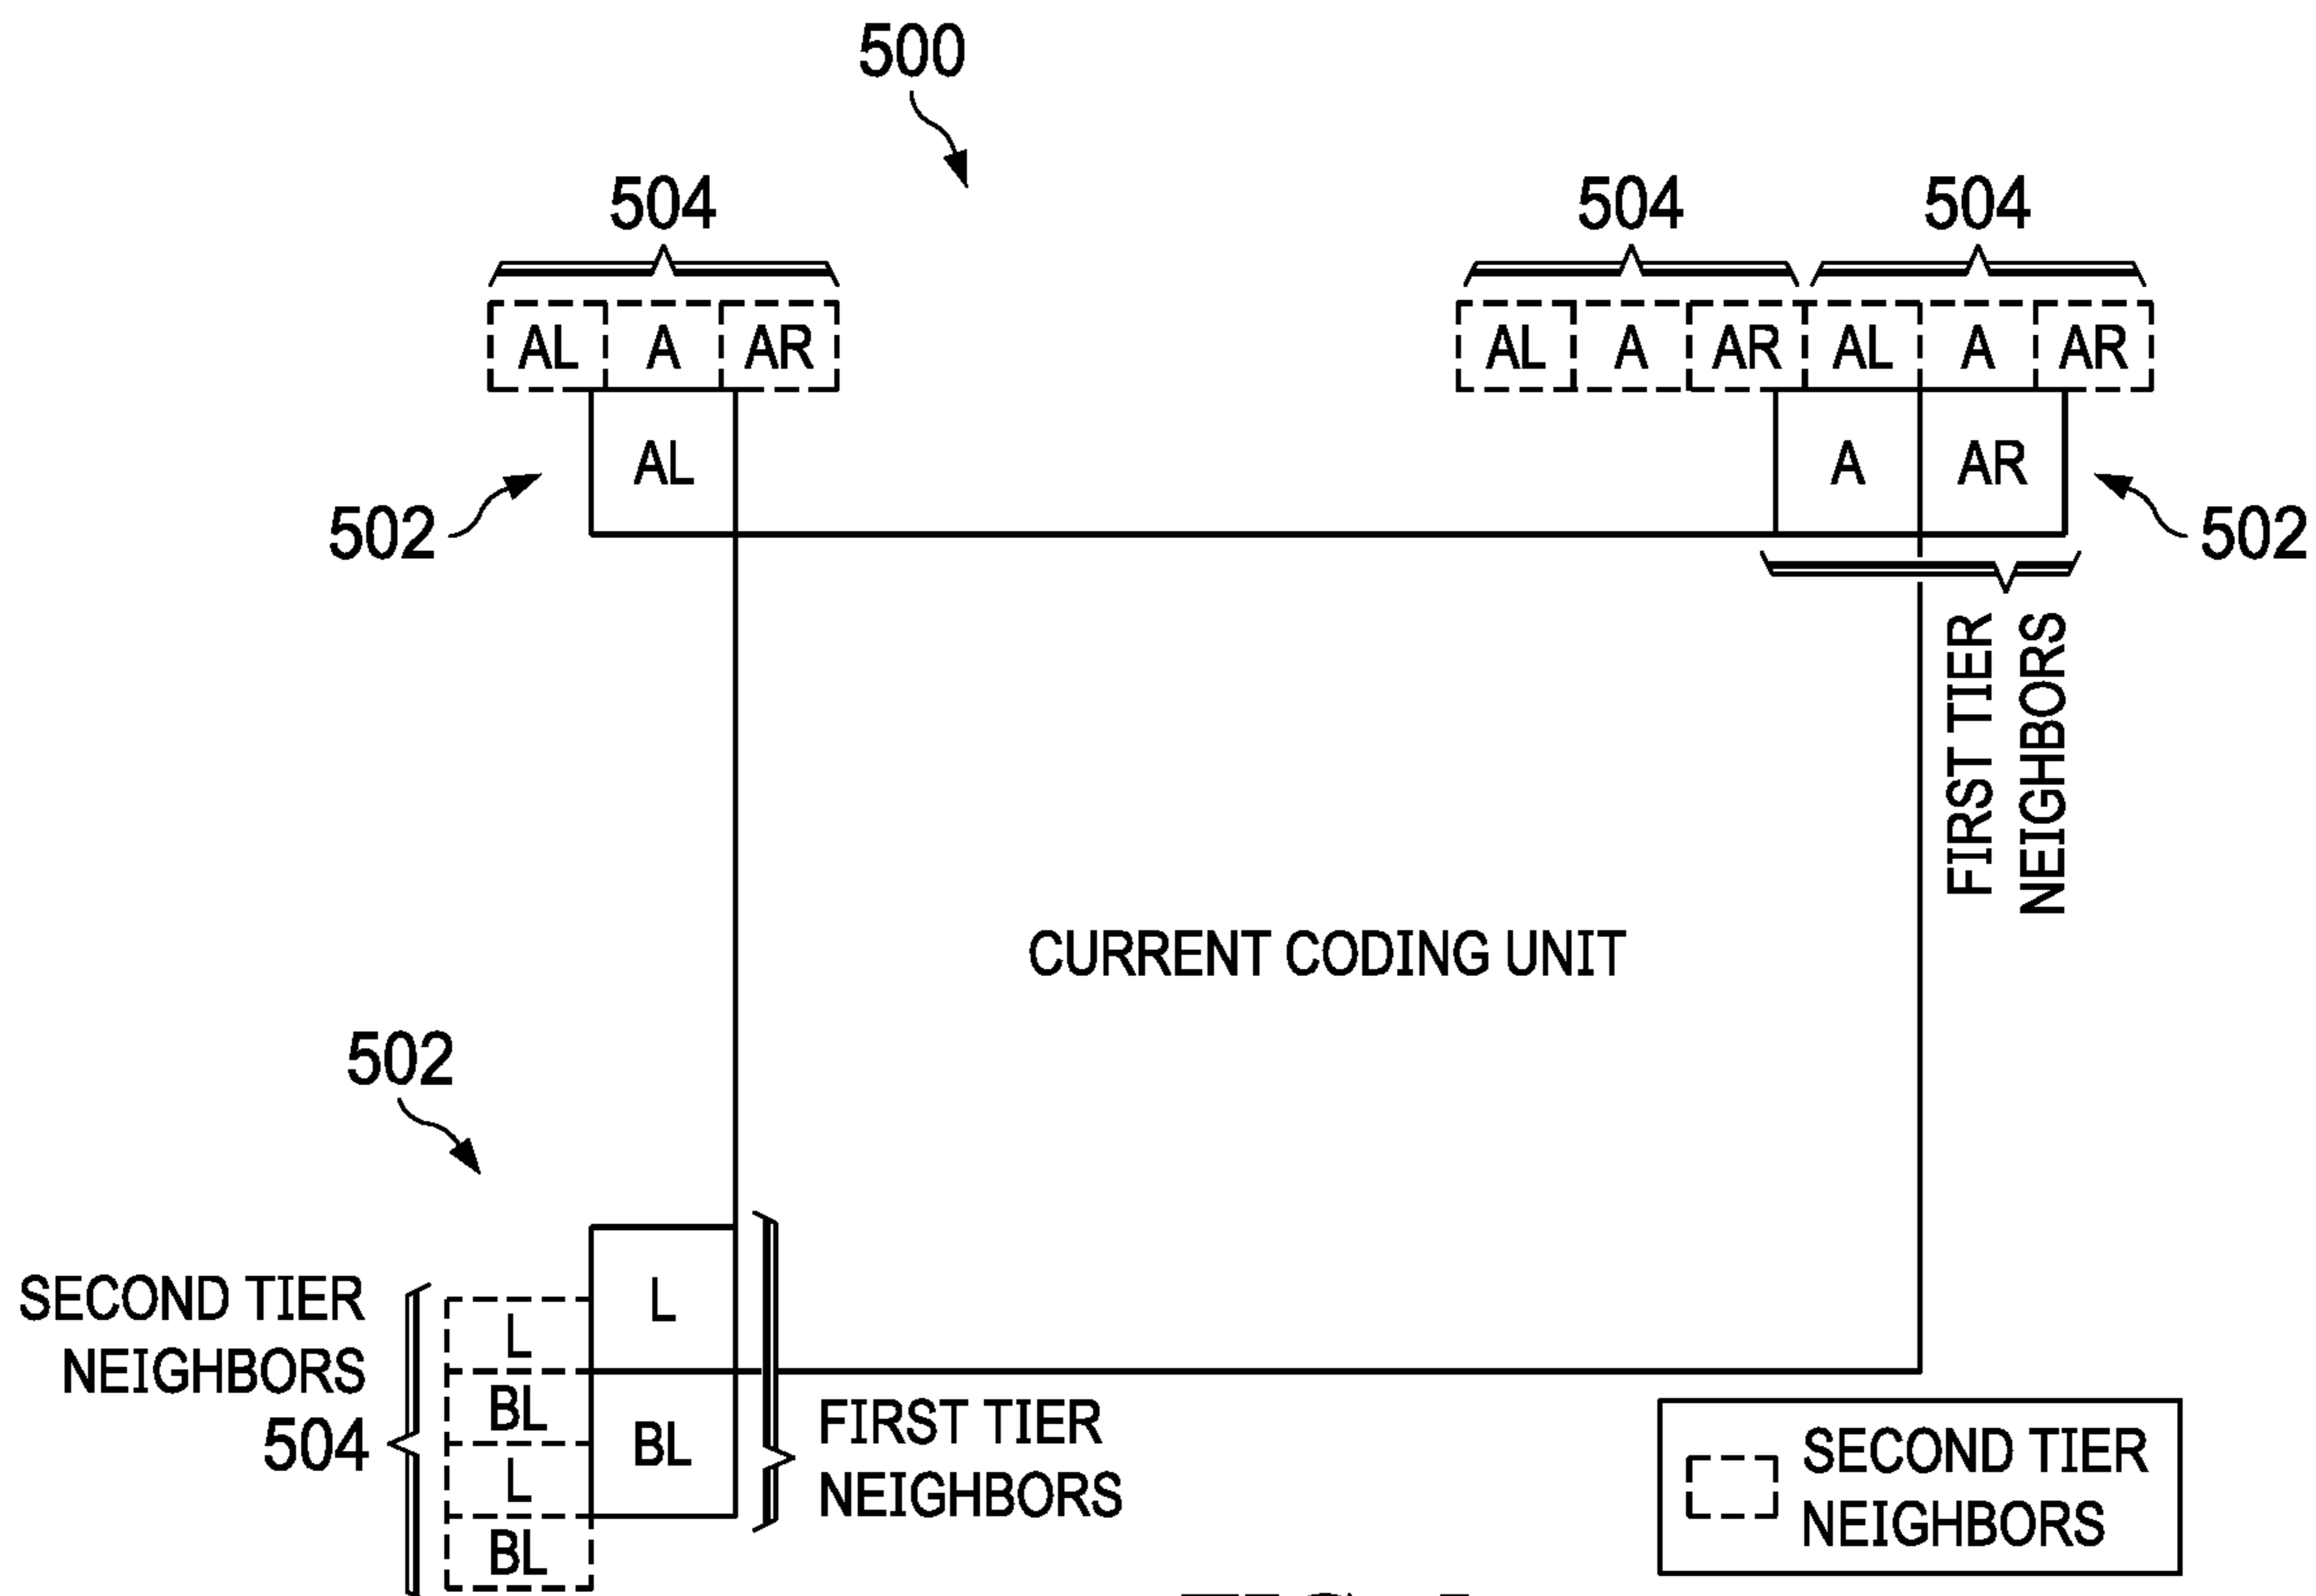 500
504
504
504
AL A AR
AL A AR AL A AR
AL
A AR
502
502
FIRST TIER
NEIGHBORS
CURRENT CODING UNIT
502
SECOND TIER
NEIGHBORS
504
L
L
BL
BL
L
BL
FIRST TIER
NEIGHBORS
SECOND TIER
NEIGHBORS